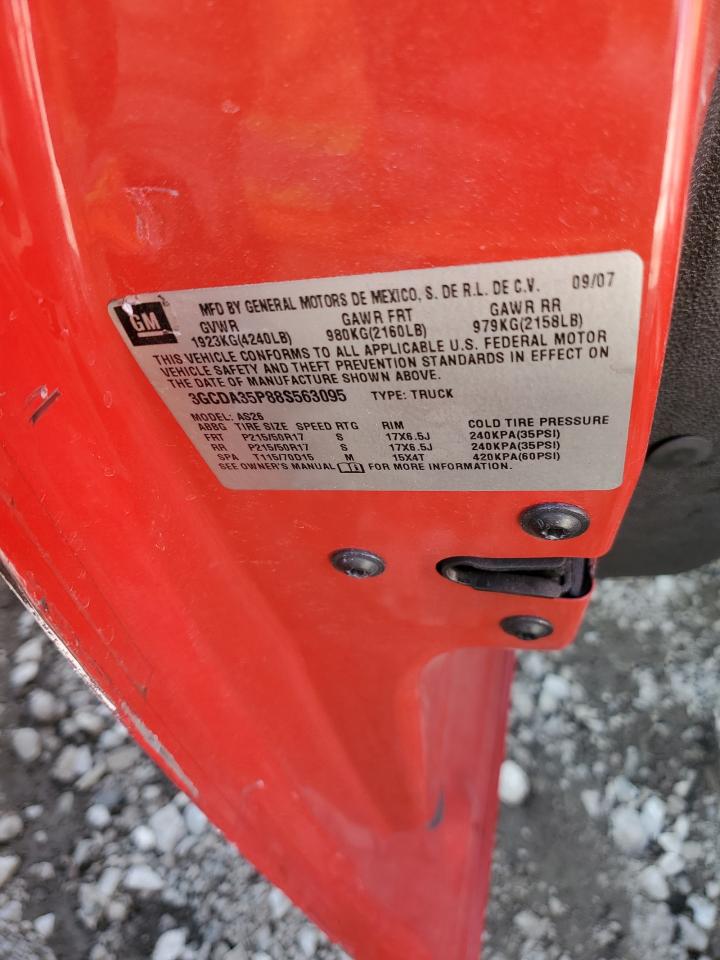 GM
MFD BY GENERAL MOTORS DE MEXICO, S. DE R.L. DE C.V. 09/07
GVWR GAWR FRT GAWR RR
1923KG(4240LB) 980KG(2160LB) 979KG(2158LB)
THIS VEHICLE CONFORMS TO ALL APPLICABLE U.S. FEDERAL MOTOR
VEHICLE SAFETY AND THEFT PREVENTION STANDARDS IN EFFECT ON
THE DATE OF MANUFACTURE SHOWN ABOVE.
3GCDA35P88S563095 TYPE: TRUCK
MODEL: AS26
ABBG TIRE SIZE SPEED RTG RIM COLD TIRE PRESSURE
FRT P215/50R17 S 17X6.5J 240KPA(35PSI)
RR P215/50R17 S 17X6.5J 240KPA(35PSI)
SPA T115/70D15 M 15X4T 420KPA(60PSI)
SEE OWNER'S MANUAL FOR MORE INFORMATION.